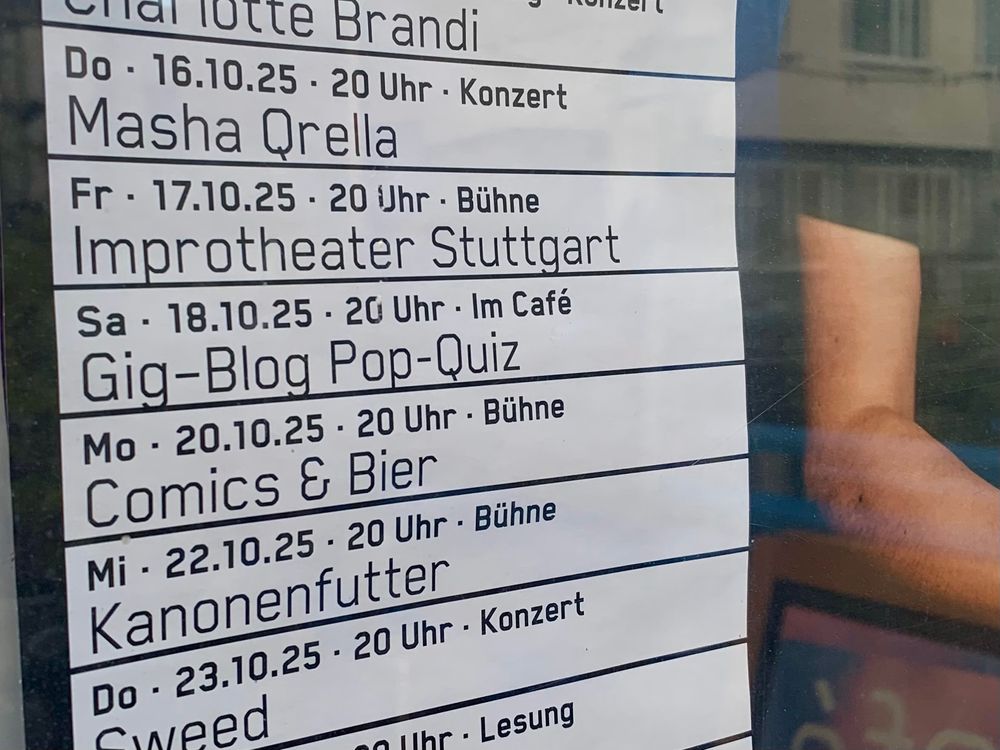 Konzert
Charlotte Brandi
Do · 16.10.25 · 20 Uhr · Konzert
Masha Qrella
Fr · 17.10.25 · 20 Uhr · Bühne
Improtheater Stuttgart
Sa · 18.10.25 · 20 Uhr · Im Café
Gig-Blog Pop-Quiz
Mo · 20.10.25 · 20 Uhr · Bühne
Comics & Bier
Mi · 22.10.25 · 20 Uhr · Bühne
Kanonenfutter
Do · 23.10.25 · 20 Uhr · Konzert
Sweed
Uhr · Lesung